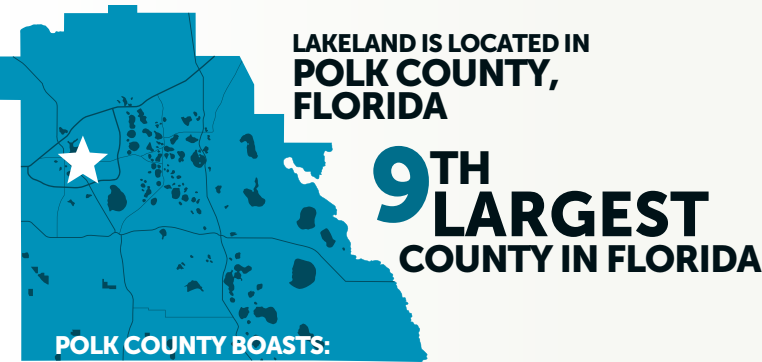 LAKELAND IS LOCATED IN
POLK COUNTY,
FLORIDA
9TH
LARGEST
COUNTY IN FLORIDA
POLK COUNTY BOASTS: